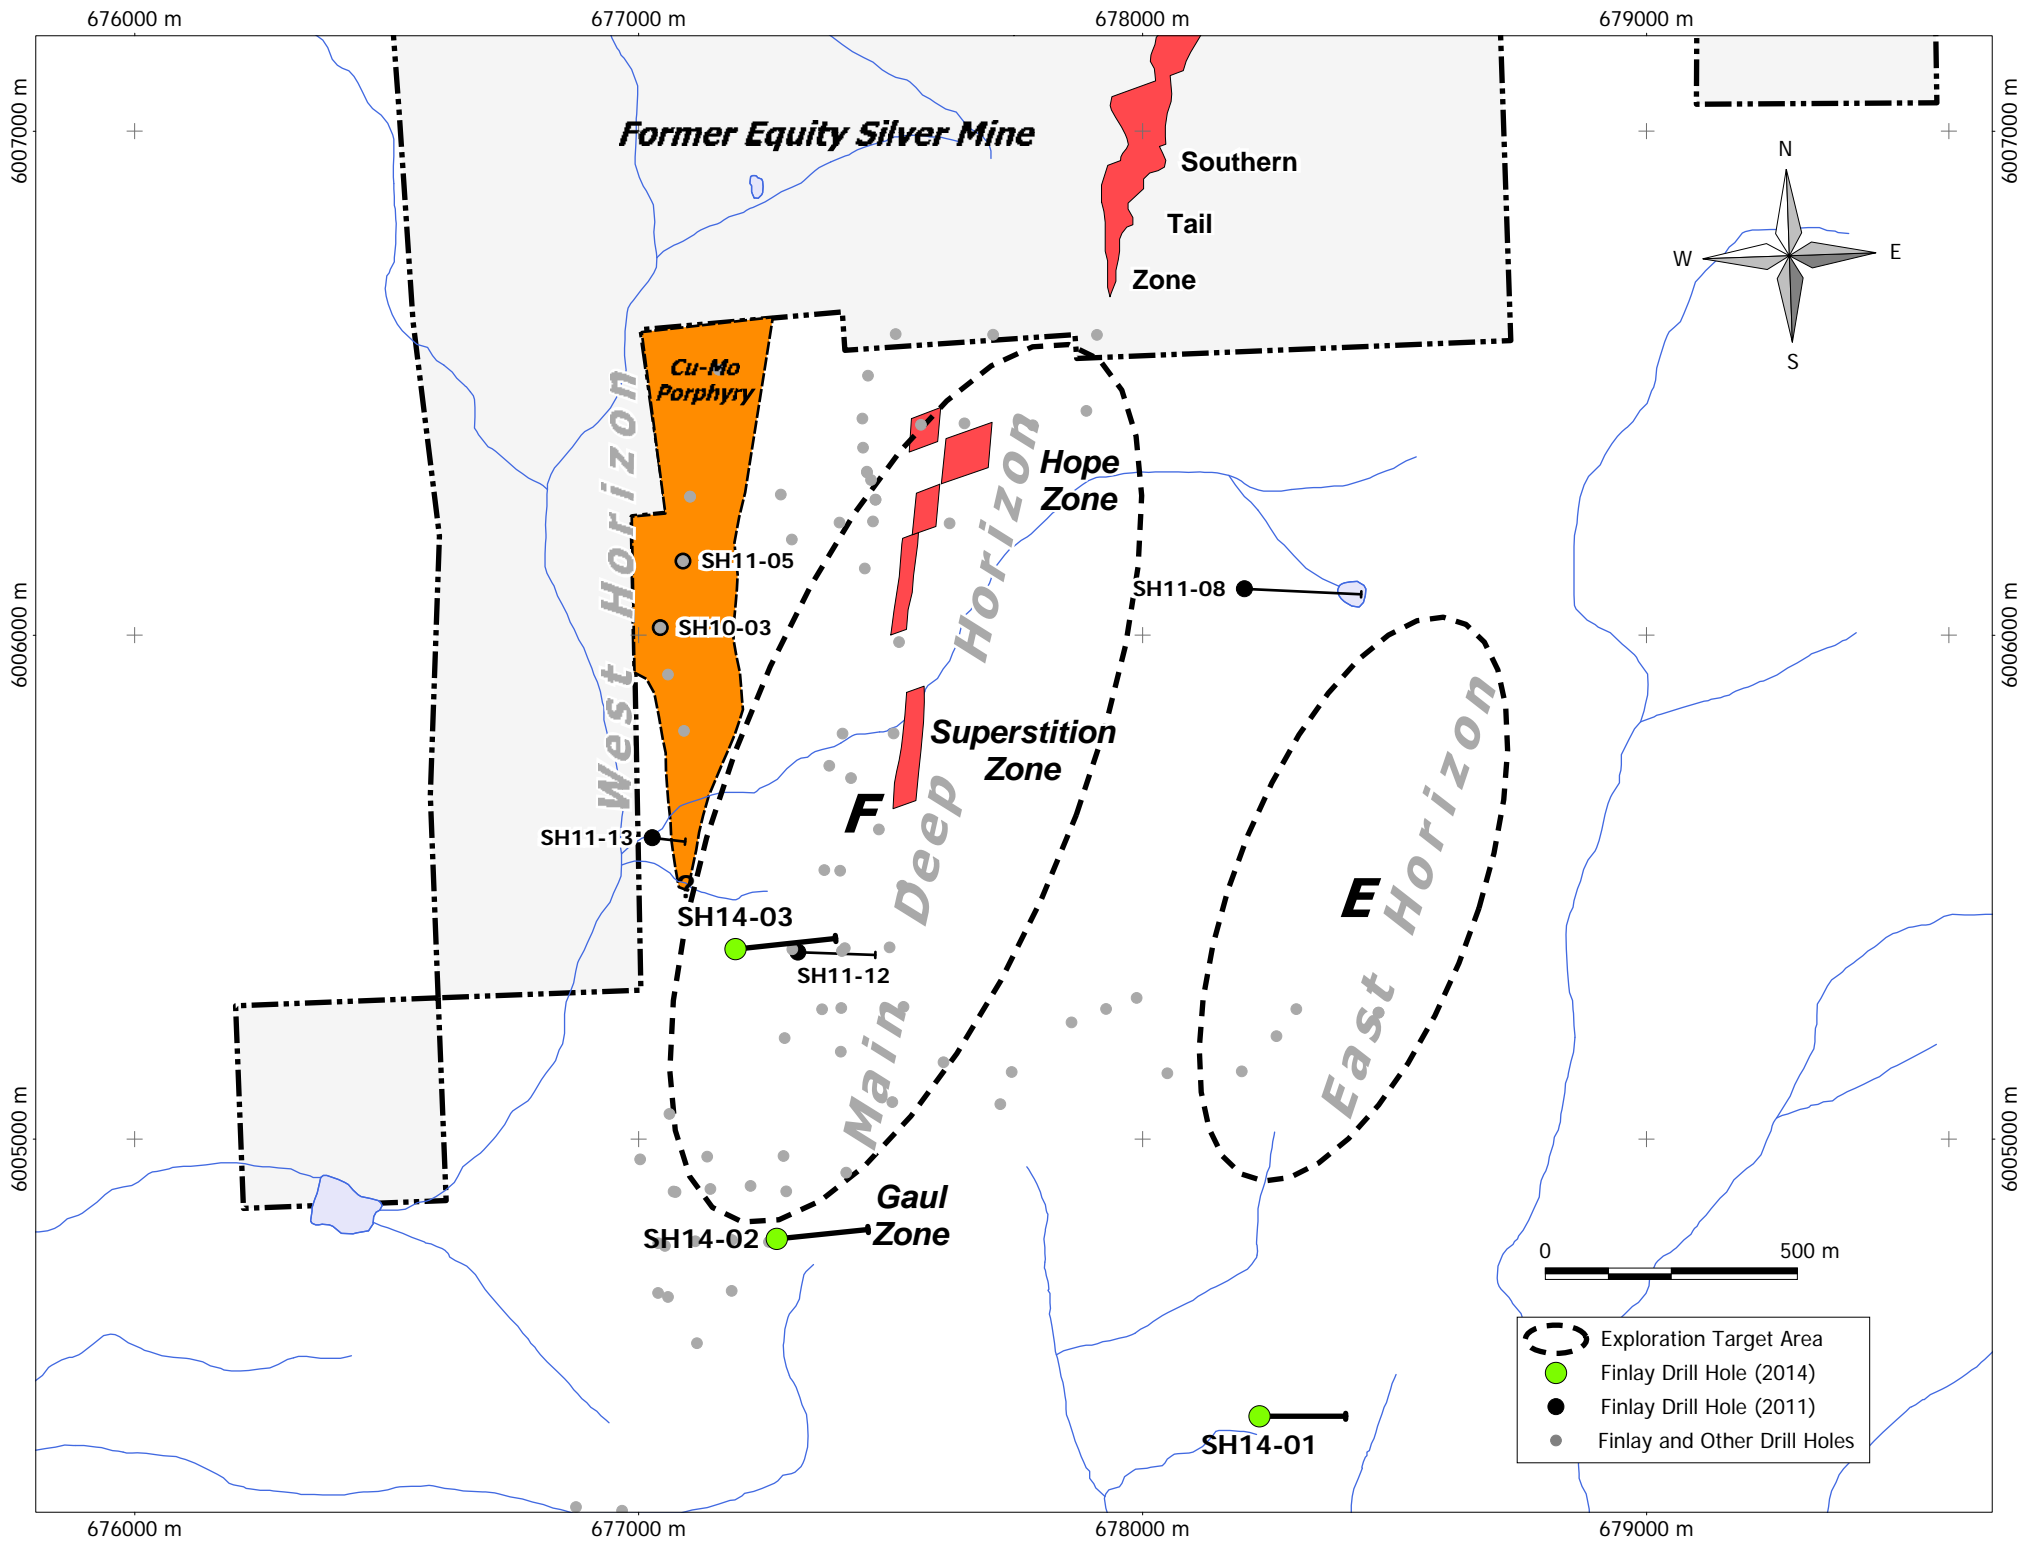 676000 m
677000 m
678000 m
679000 m
6007000 m
6007000 m
Former Equity Silver Mine
Southern
Tail
Zone
N
W
E
S
Cu-Mo
Porphyry
West Horizon
Hope
Zone
SH11-05
SH11-08
SH10-03
6006000 m
6006000 m
Main Deep Horizon
Superstition
Zone
East Horizon
F
SH11-13
?
E
SH14-03
SH11-12
6005000 m
6005000 m
Gaul
Zone
SH14-02
0
500 m
Exploration Target Area
Finlay Drill Hole (2014)
Finlay Drill Hole (2011)
Finlay and Other Drill Holes
SH14-01
676000 m
677000 m
678000 m
679000 m